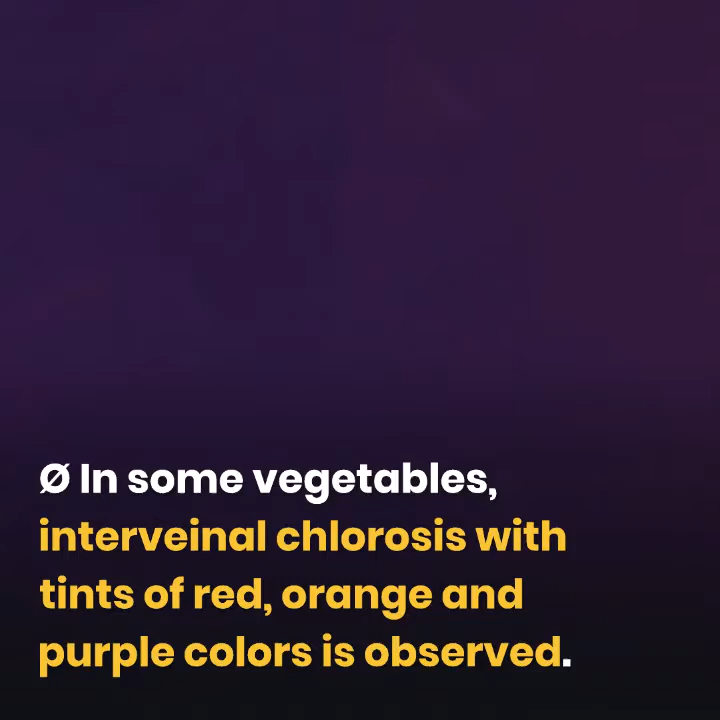 Ø In some vegetables,
interveinal chlorosis with
tints of red, orange and
purple colors is observed.